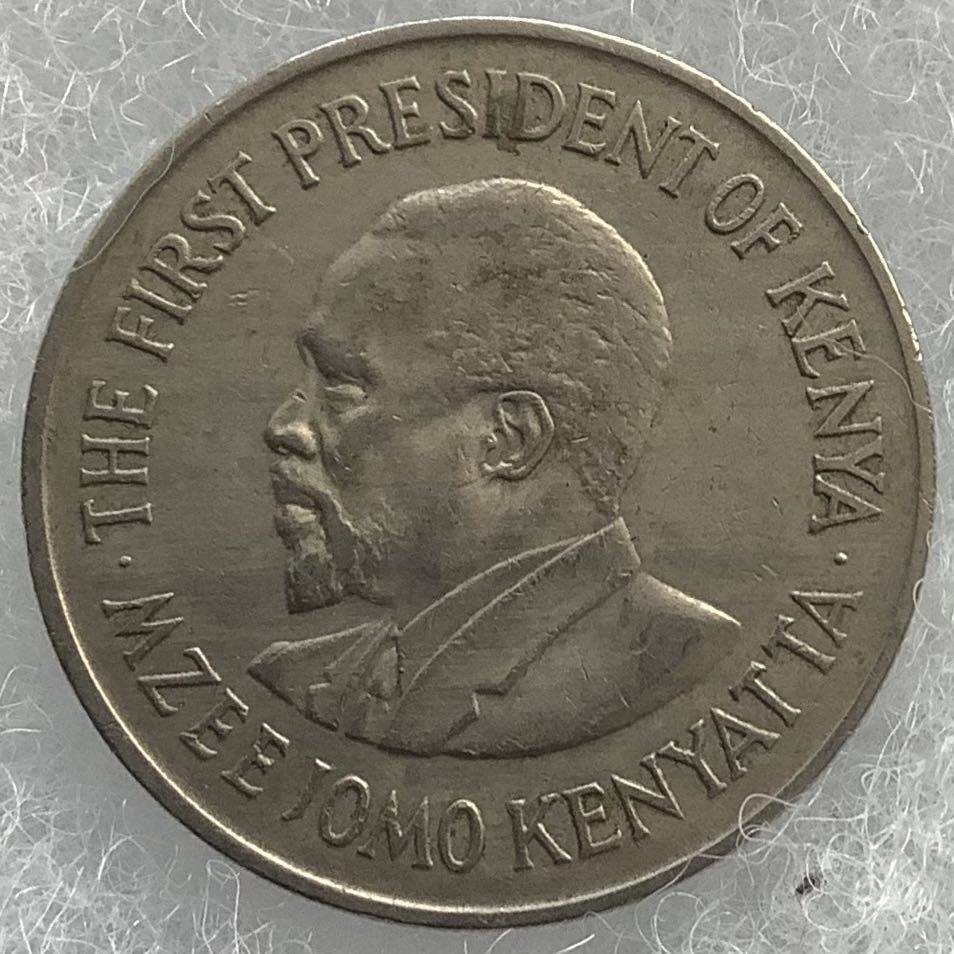 · THE FIRST PRESIDENT OF KENYA ·
MZEE JOMO KENYATTA